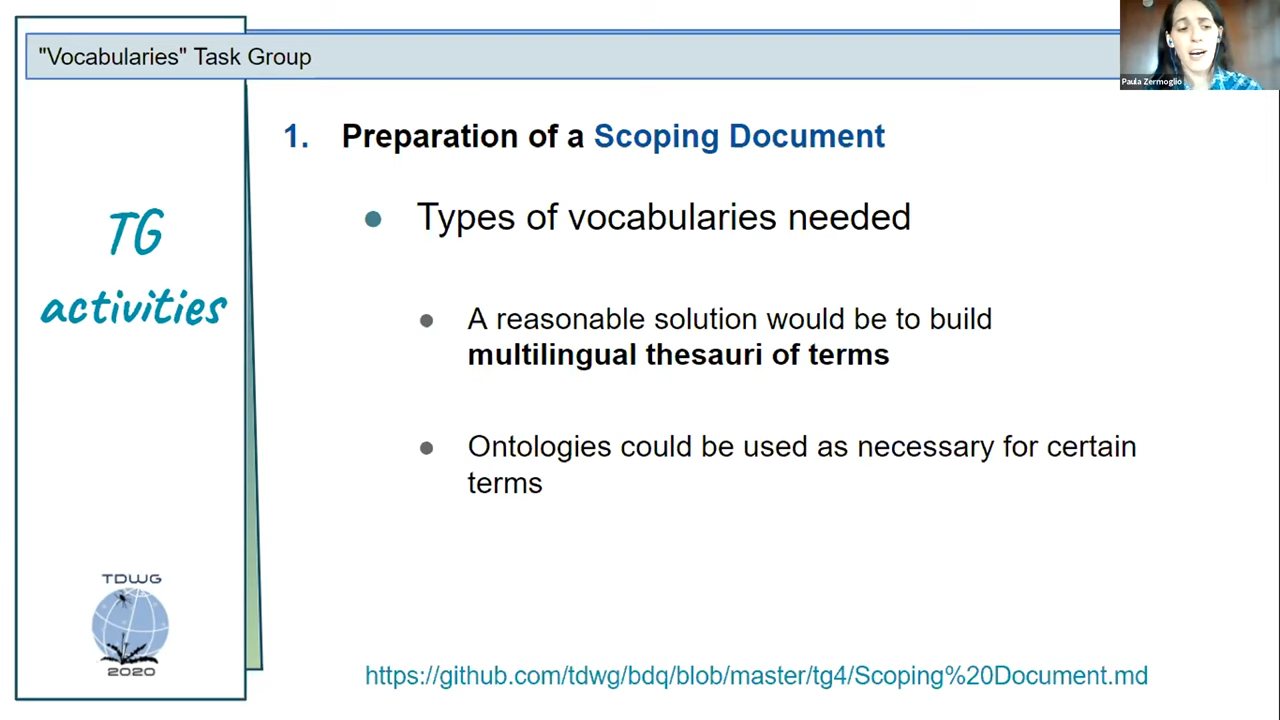 "Vocabularies" Task Group
Paula Zermoglio
1. Preparation of a Scoping Document
TG
activities
Types of vocabularies needed
A reasonable solution would be to build
multilingual thesauri of terms
Ontologies could be used as necessary for certain
terms
TDWG
2020
https://github.com/tdwg/bdq/blob/master/tg4/Scoping%20Document.md